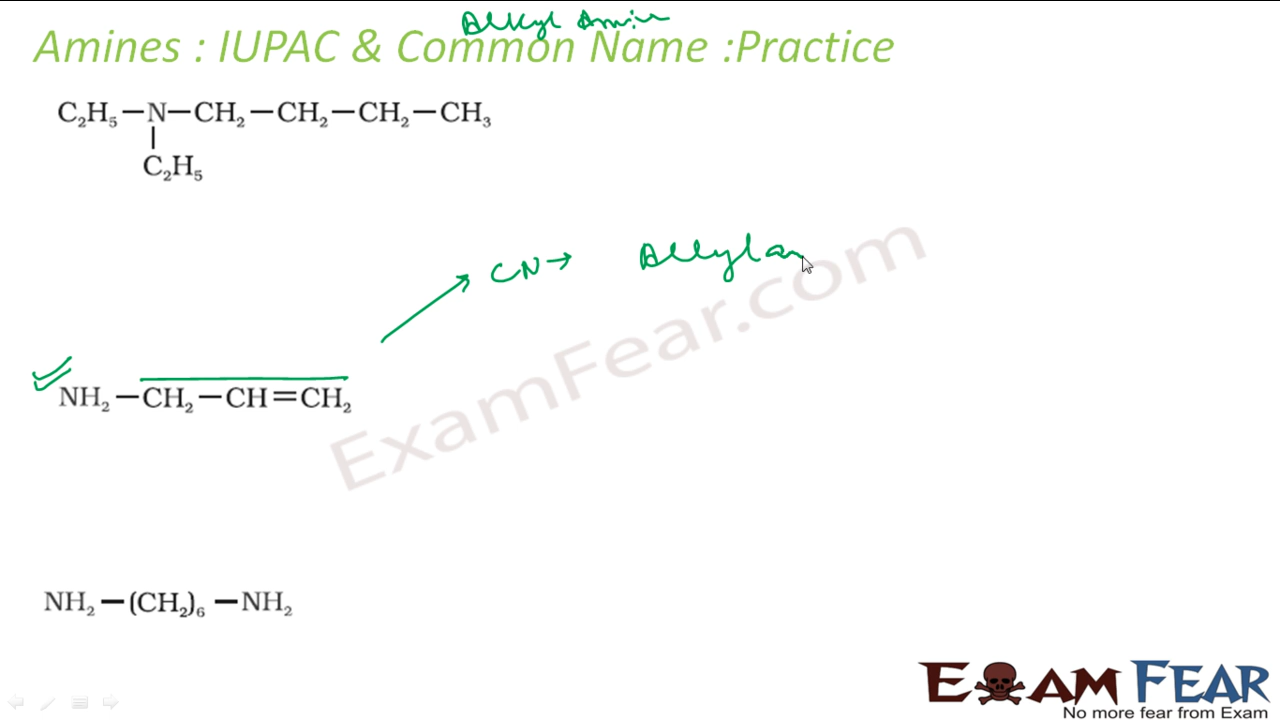 Alkyl Amine
Amines : IUPAC & Common Name :Practice
C₂H₅—N—CH₂—CH₂—CH₂—CH₃
|
C₂H₅
CN→ Allylam
NH₂—CH₂—CH=CH₂
ExamFear.com
NH₂—(CH₂)₆—NH₂
EXAM FEAR
No more fear from Exam